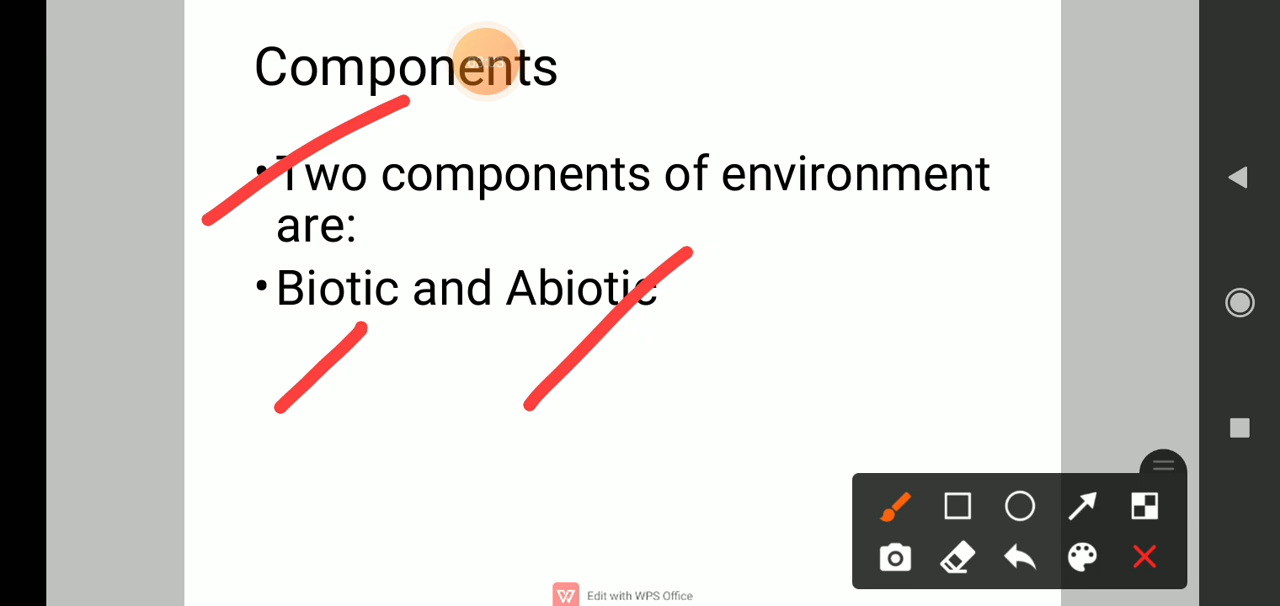 Components
• Two components of environment
are:
• Biotic and Abiotic
Edit with WPS Office